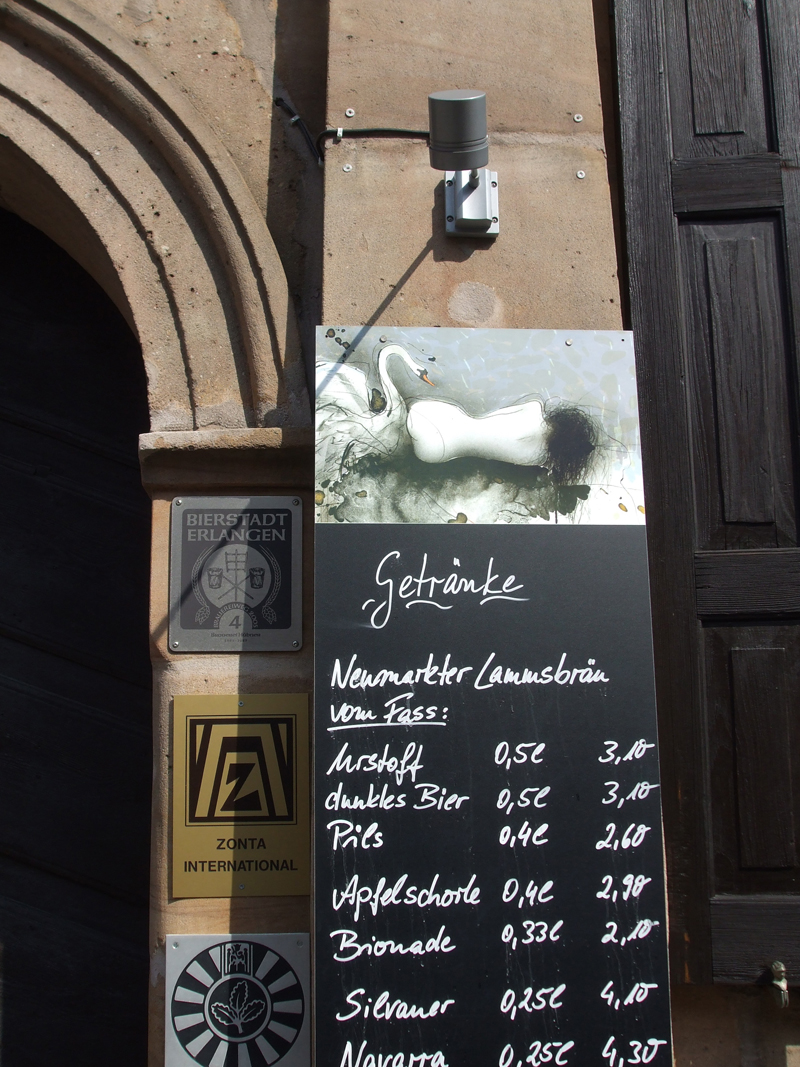 BIERSTADT
ERLANGEN
4
ZONTA
INTERNATIONAL
Getränke
Neumarkter Lammsbräu
vom Fass:
Urstoff 0,5l 3,10
dunkles Bier 0,5l 3,10
Pils 0,4l 2,60
Apfelschorle 0,4l 2,90
Brionade 0,33l 2,10
Silvaner 0,25l 4,10
Navarra 0,25l 4,30